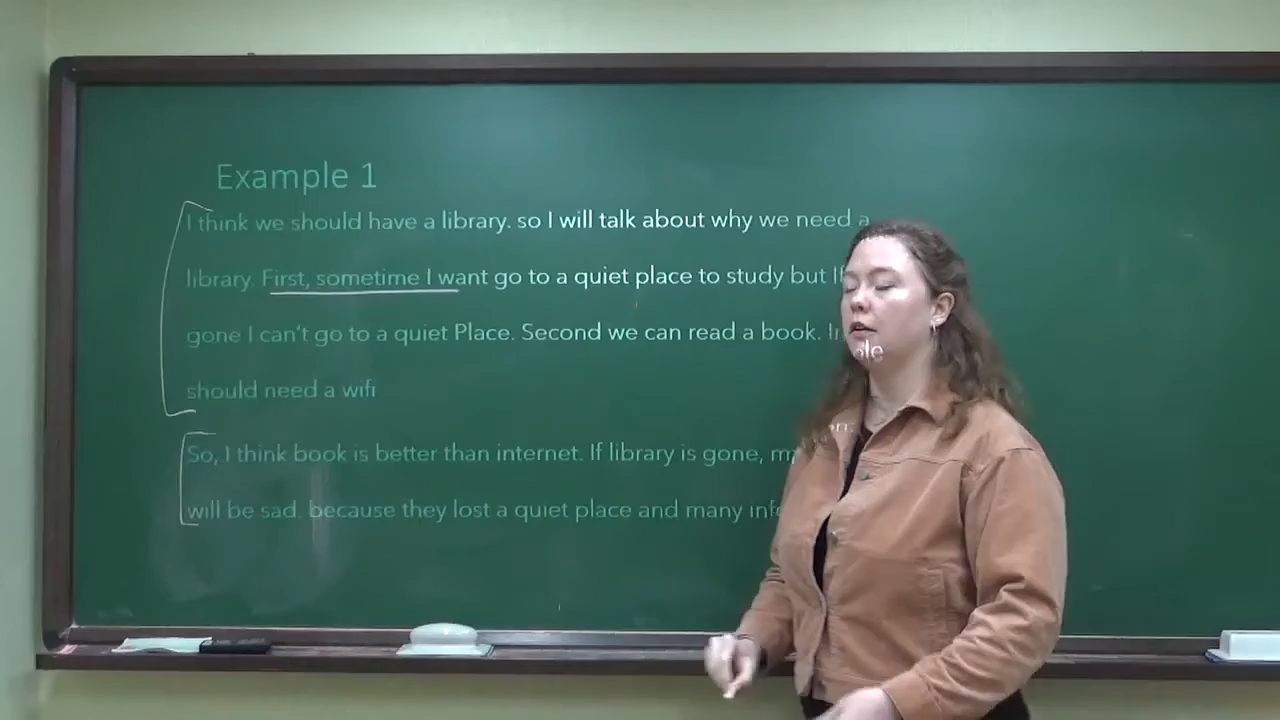 Example 1
I think we should have a library. so I will talk about why we need a
library. First, sometime I want go to a quiet place to study but
gone I can't go to a quiet Place. Second we can read a book.
should need a wifi
So, I think book is better than internet. If library is gone,
will be sad. because they lost a quiet place and many